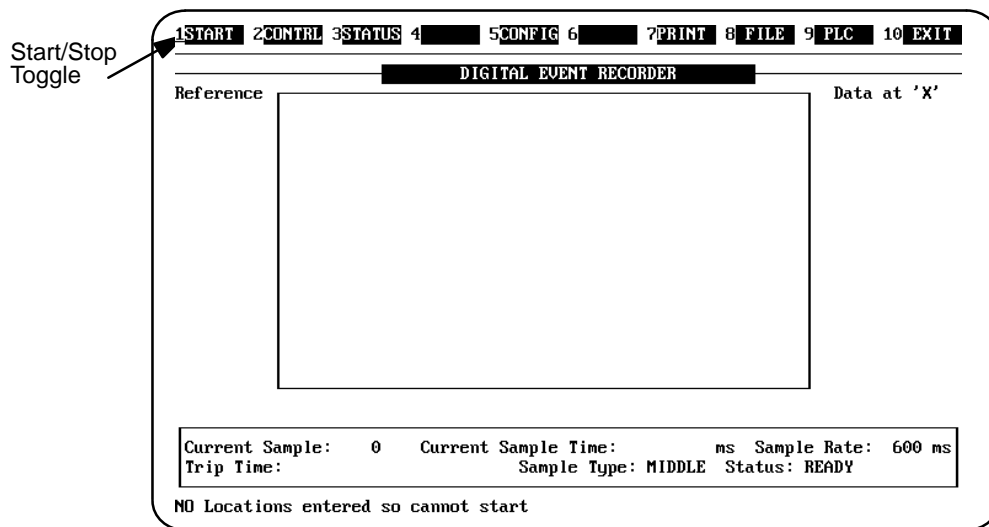 Start/Stop
Toggle
1START 2CONTRL 3STATUS 4 5CONFIG 6 7PRINT 8 FILE 9 PLC 10 EXIT
DIGITAL EVENT RECORDER
Reference Data at 'X'
Current Sample: 0 Current Sample Time: ms Sample Rate: 600 ms
Trip Time: Sample Type: MIDDLE Status: READY
NO Locations entered so cannot start